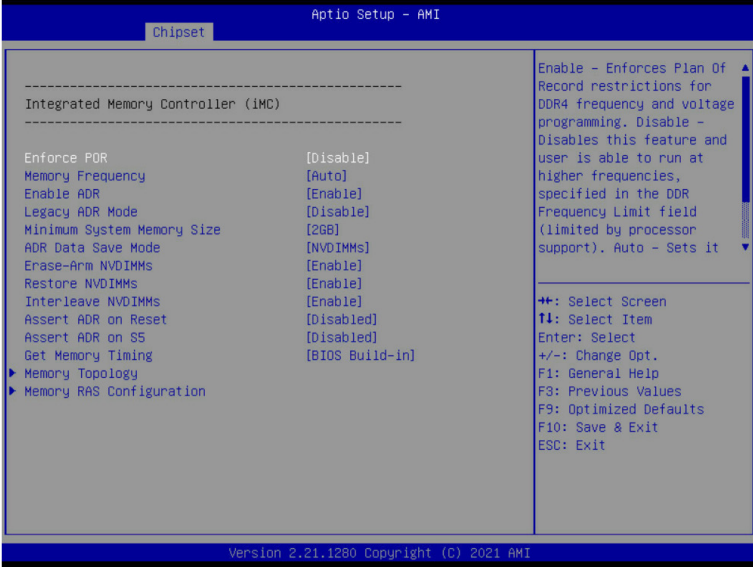 Aptio Setup – AMI
Chipset
----------------------------------------------------
Integrated Memory Controller (iMC)
----------------------------------------------------
Enforce POR [Disable]
Memory Frequency [Auto]
Enable ADR [Enable]
Legacy ADR Mode [Disable]
Minimum System Memory Size [2GB]
ADR Data Save Mode [NVDIMMs]
Erase-Arm NVDIMMs [Enable]
Restore NVDIMMs [Enable]
Interleave NVDIMMs [Enable]
Assert ADR on Reset [Disabled]
Assert ADR on S5 [Disabled]
Get Memory Timing [BIOS Build-in]
Memory Topology
Memory RAS Configuration
Enable – Enforces Plan Of
Record restrictions for
DDR4 frequency and voltage
programming. Disable –
Disables this feature and
user is able to run at
higher frequencies,
specified in the DDR
Frequency Limit field
(limited by processor
support). Auto – Sets it
→←: Select Screen
↑↓: Select Item
Enter: Select
+/-: Change Opt.
F1: General Help
F3: Previous Values
F9: Optimized Defaults
F10: Save & Exit
ESC: Exit
Version 2.21.1280 Copyright (C) 2021 AMI